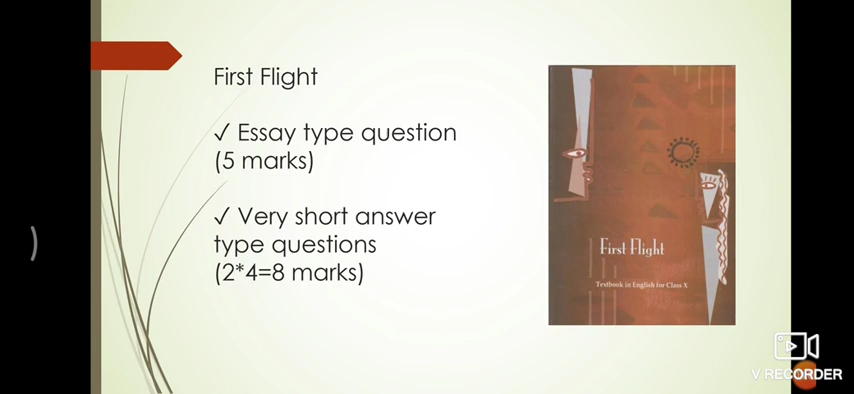 First Flight
✓ Essay type question
(5 marks)
✓ Very short answer
type questions
(2*4=8 marks)
First Flight
Textbook in English for Class X
V RECORDER